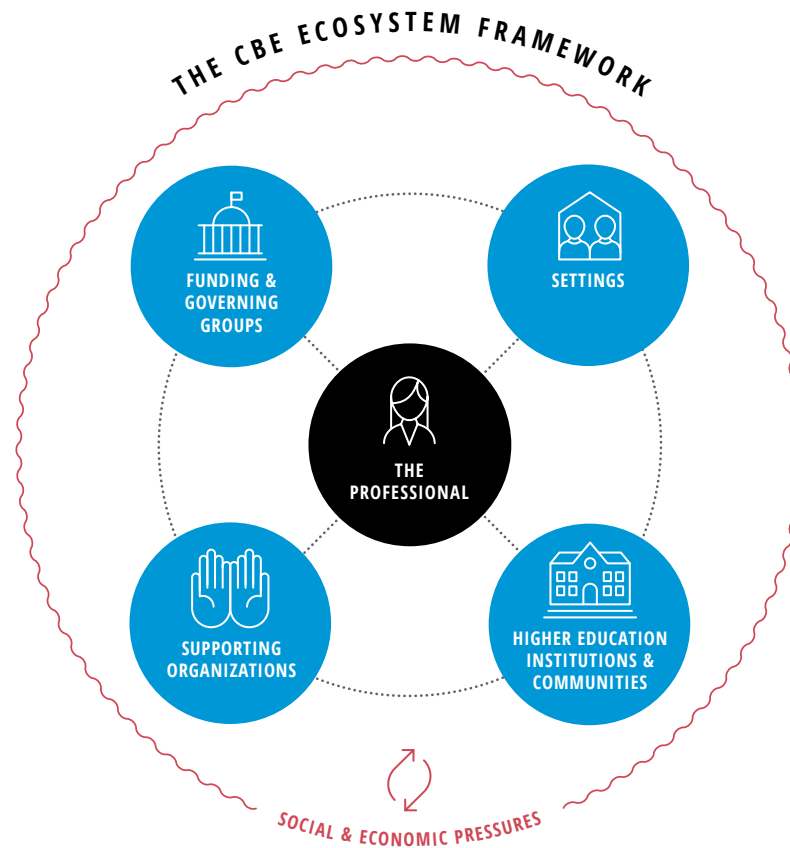 THE CBE ECOSYSTEM FRAMEWORK
FUNDING &
GOVERNING
GROUPS
SETTINGS
THE
PROFESSIONAL
SUPPORTING
ORGANIZATIONS
HIGHER EDUCATION
INSTITUTIONS &
COMMUNITIES
SOCIAL & ECONOMIC PRESSURES